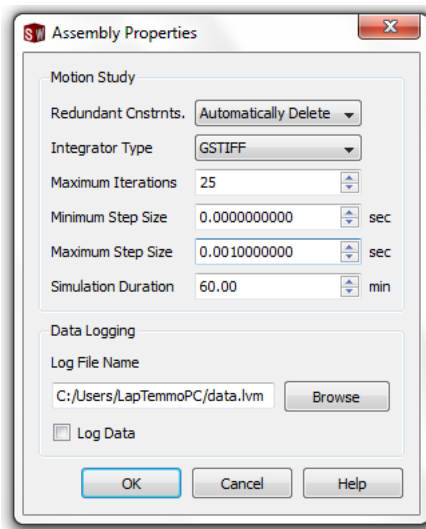 SW Assembly Properties
Motion Study
Redundant Cnstrnts. Automatically Delete
Integrator Type GSTIFF
Maximum Iterations 25
Minimum Step Size 0.0000000000 sec
Maximum Step Size 0.0010000000 sec
Simulation Duration 60.00 min
Data Logging
Log File Name
C:/Users/LapTemmoPC/data.lvm Browse
Log Data
OK Cancel Help